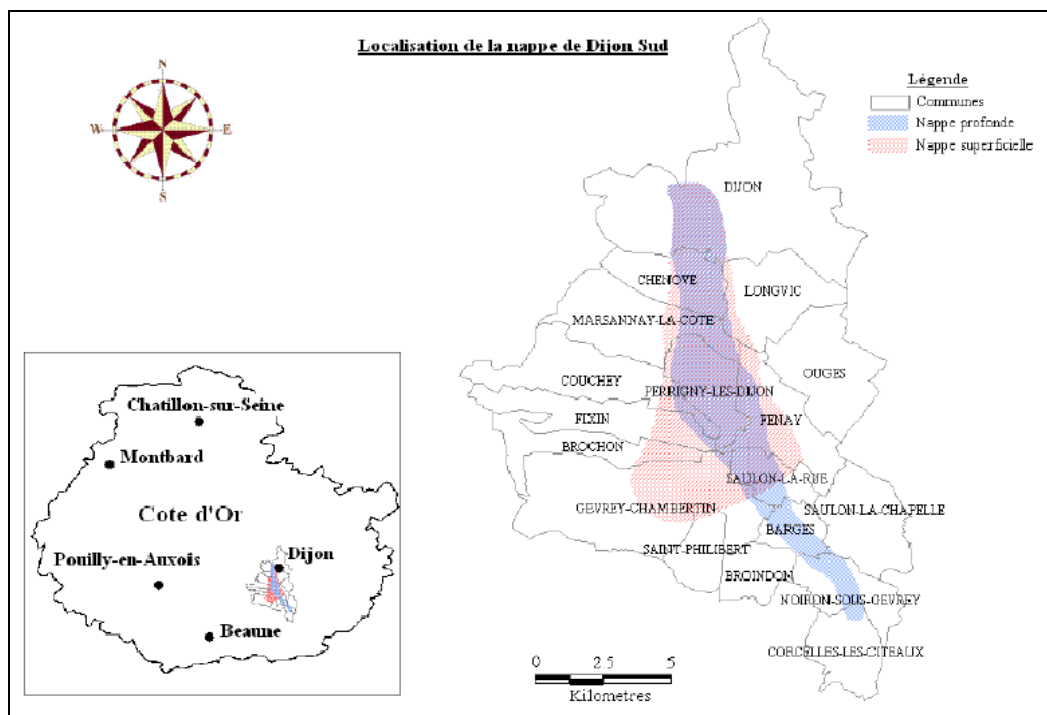 Localisation de la nappe de Dijon Sud
N
W
E
S
Légende
Communes
Nappe profonde
Nappe superficielle
DIJON
CHENOVE
LONGVIC
MARSANNAY-LA-COTE
OUGES
COUCHEY
PERRIGNY-LES-DIJON
FIXIN
FENAY
BROCHON
SAULON-LA-RUE
GEVREY-CHAMBERTIN
SAULON-LA-CHAPELLE
BARGES
SAINT-PHILIBERT
BROINDON
NOIRON-SOUS-GEVREY
CORCELLES-LES-CITEAUX
0 2.5 5
Kilometres
Chatillon-sur-Seine
Montbard
Cote d'Or
Pouilly-en-Auxois
Dijon
Beaune